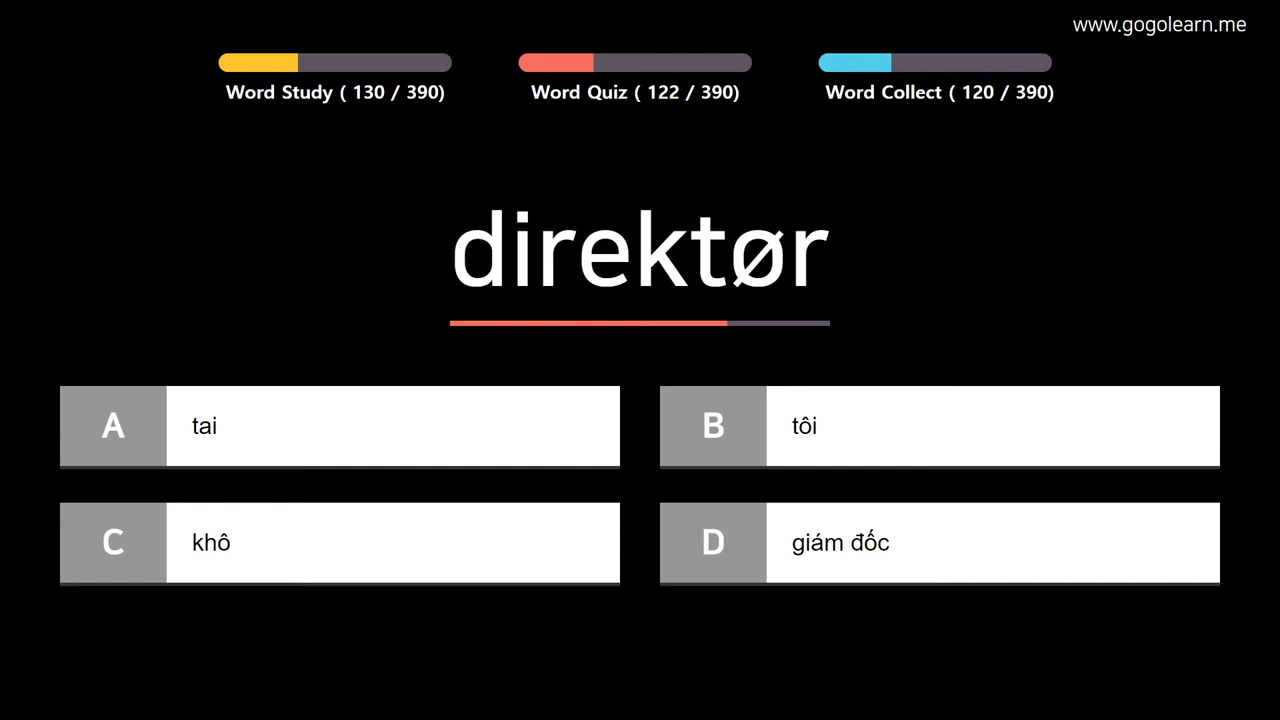 www.gogolearn.me
Word Study ( 130 / 390)
Word Quiz ( 122 / 390)
Word Collect ( 120 / 390)
direktør
A tai
B tôi
C khô
D giám đốc